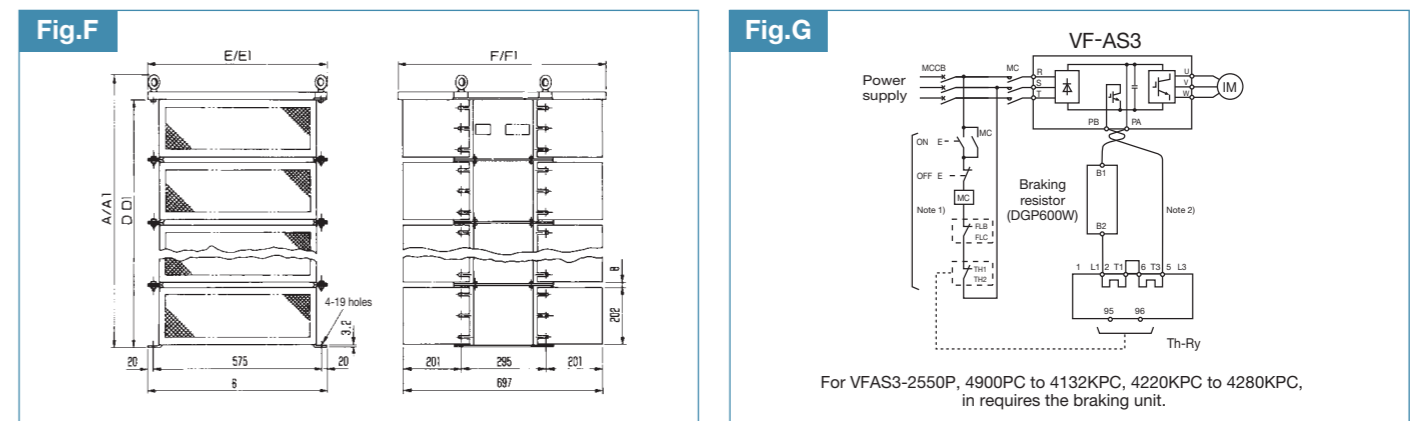 Fig.F
E/E1
F/F1
A/A1
D D1
4-19 holes
3.2
20
575
20
6
8
202
201
295
201
697
Fig.G
VF-AS3
MCCB
MC
Power
supply
R
S
T
U
V
W
IM
PB
PA
MC
ON E
OFF E
MC
Note 1)
FLB
FLC
TH1
TH2
Braking
resistor
(DGP600W)
B1
B2
Note 2)
1 L1 2 T1 6 T3 5 L3
95 96
Th-Ry
For VFAS3-2550P, 4900PC to 4132KPC, 4220KPC to 4280KPC,
in requires the braking unit.